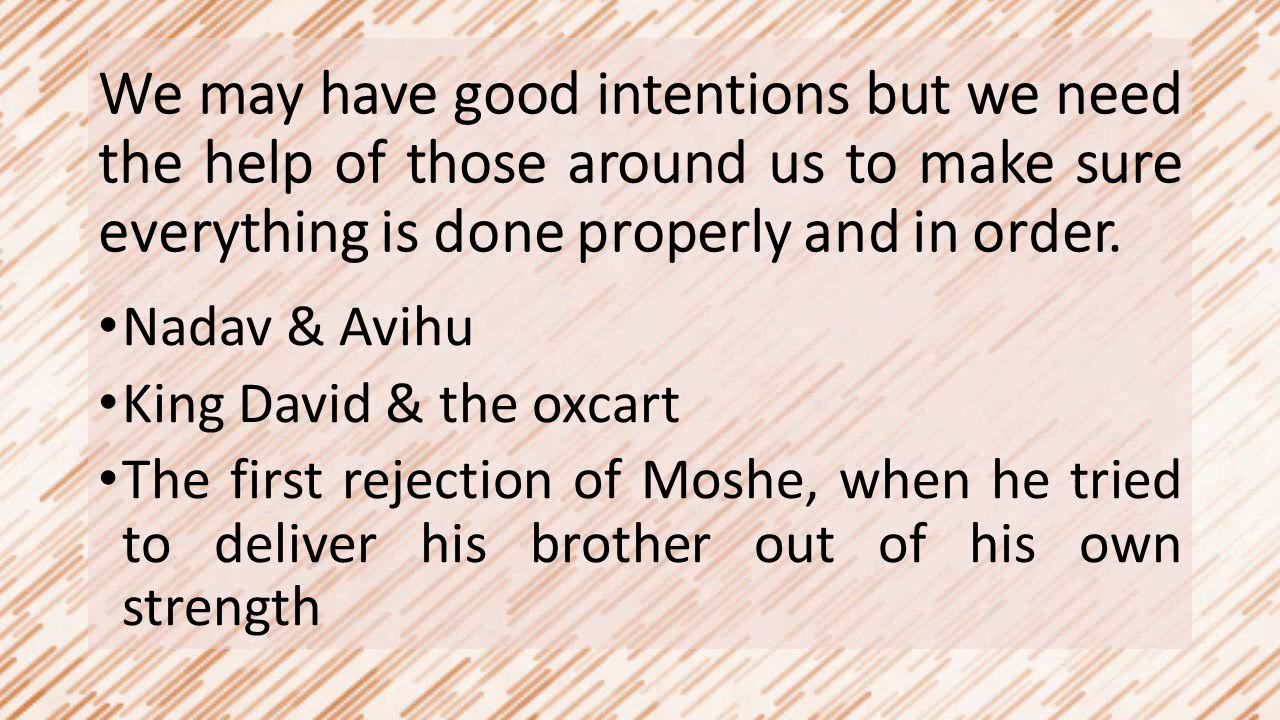 We may have good intentions but we need
the help of those around us to make sure
everything is done properly and in order.
•Nadav & Avihu
•King David & the oxcart
•The first rejection of Moshe, when he tried
to deliver his brother out of his own
strength